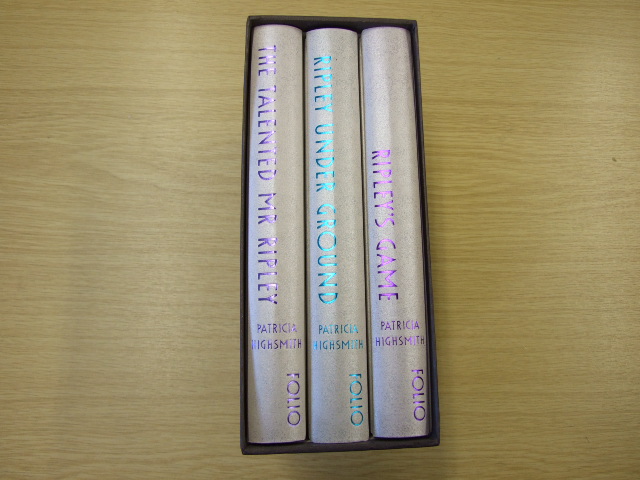 THE TALENTED MR RIPLEY
PATRICIA
HIGHSMITH
FOLIO
RIPLEY UNDER GROUND
PATRICIA
HIGHSMITH
FOLIO
RIPLEY'S GAME
PATRICIA
HIGHSMITH
FOLIO